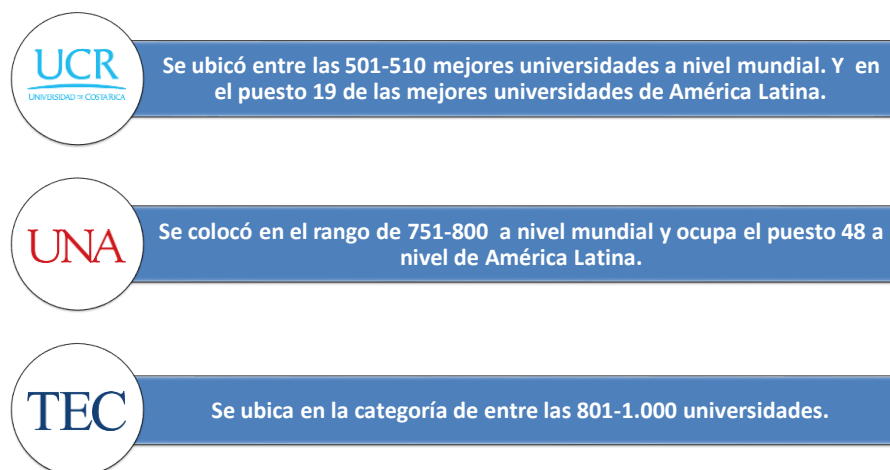 UCR
UNIVERSIDAD DE COSTA RICA
Se ubicó entre las 501-510 mejores universidades a nivel mundial. Y en
el puesto 19 de las mejores universidades de América Latina.
UNA
Se colocó en el rango de 751-800 a nivel mundial y ocupa el puesto 48 a
nivel de América Latina.
TEC
Se ubica en la categoría de entre las 801-1.000 universidades.